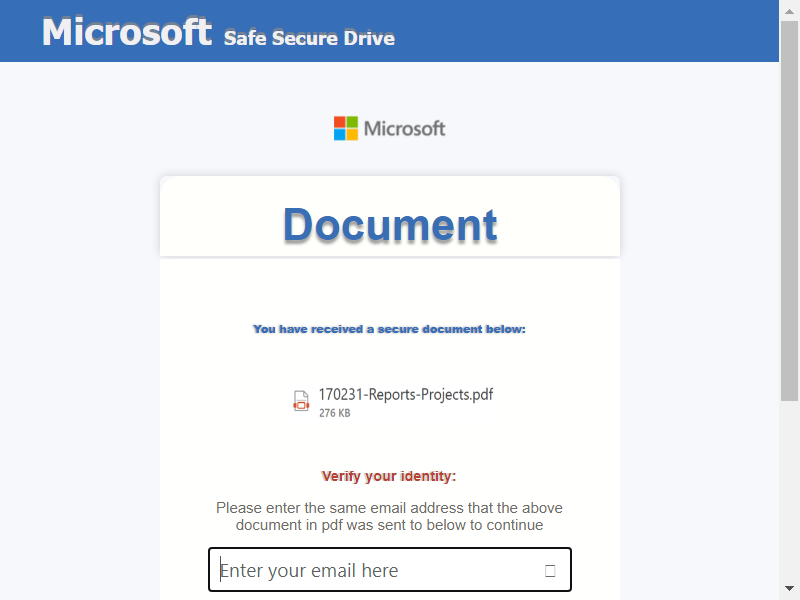 Microsoft Safe Secure Drive
Microsoft
Document
You have received a secure document below:
170231-Reports-Projects.pdf
276 KB
Verify your identity:
Please enter the same email address that the above
document in pdf was sent to below to continue
Enter your email here